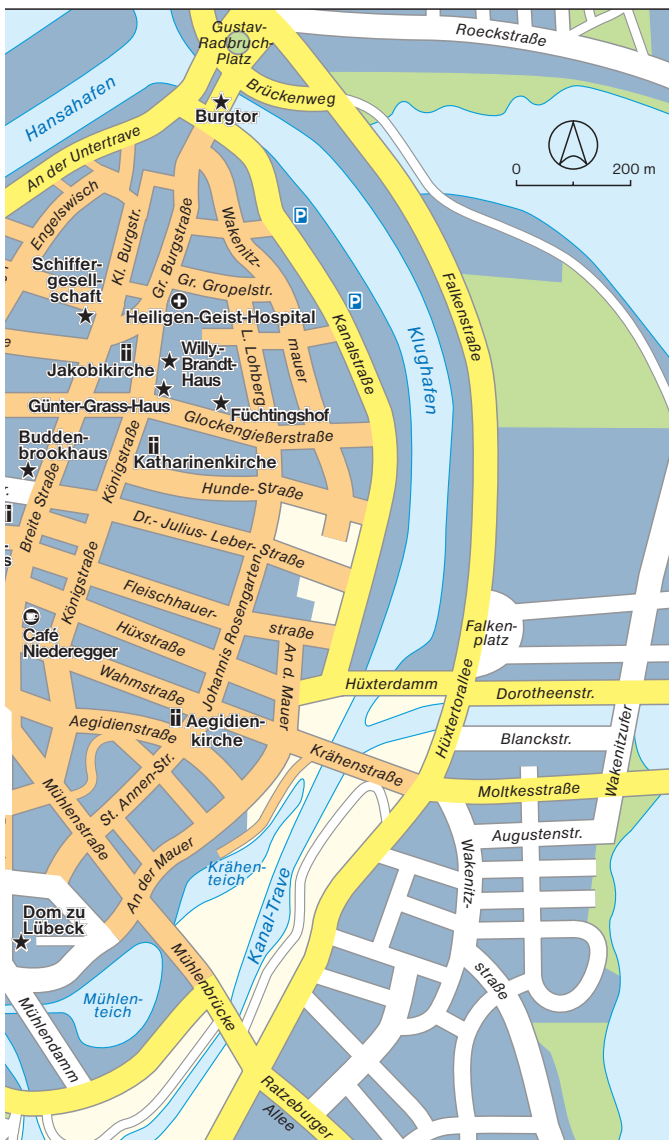 Gustav-
Radbruch-
Platz
Roeckstraße
Hansahafen
Brückenweg
Burgtor
An der Untertrave
0 200 m
Engelswisch
Kl. Burgstr.
Gr. Burgstraße
Wakenitz-
mauer
P
Schiffer-
gesell-
schaft
Gr. Gropelstr.
Heiligen-Geist-Hospital
P
Falkenstraße
Kanalstraße
Klughafen
L. Lohberg
Jakobikirche
Willy-
Brandt-
Haus
Günter-Grass-Haus
Füchtingshof
Glockengießerstraße
Budden-
brookhaus
Königstraße
Katharinenkirche
Breite Straße
Hunde-Straße
r.
e
s
Dr.- Julius- Leber- Straße
Königstraße
Fleischhauer-
straße
Johannis Rosengarten
Café
Niederegger
Hüxstraße
An d. Mauer
Falken-
platz
Wahmstraße
Hüxterdamm
Hüxtertorallee
Dorotheenstr.
Aegidienstraße
Aegidien-
kirche
Blanckstr.
Wakenitzufer
Krähenstraße
Mühlenstraße
St. Annen-Str.
Moltkesstraße
Augustenstr.
An der Mauer
Krähen-
teich
Wakenitz-
straße
Kanal-Trave
Dom zu
Lübeck
Mühlenbrücke
Mühlen-
teich
Mühlendamm
Ratzeburger
Allee